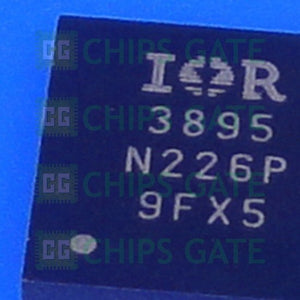 CHIPS GATE
IOR
3895
CHIPS GATE
N226P
CHIPS GATE
9FX5
CHIPS GATE